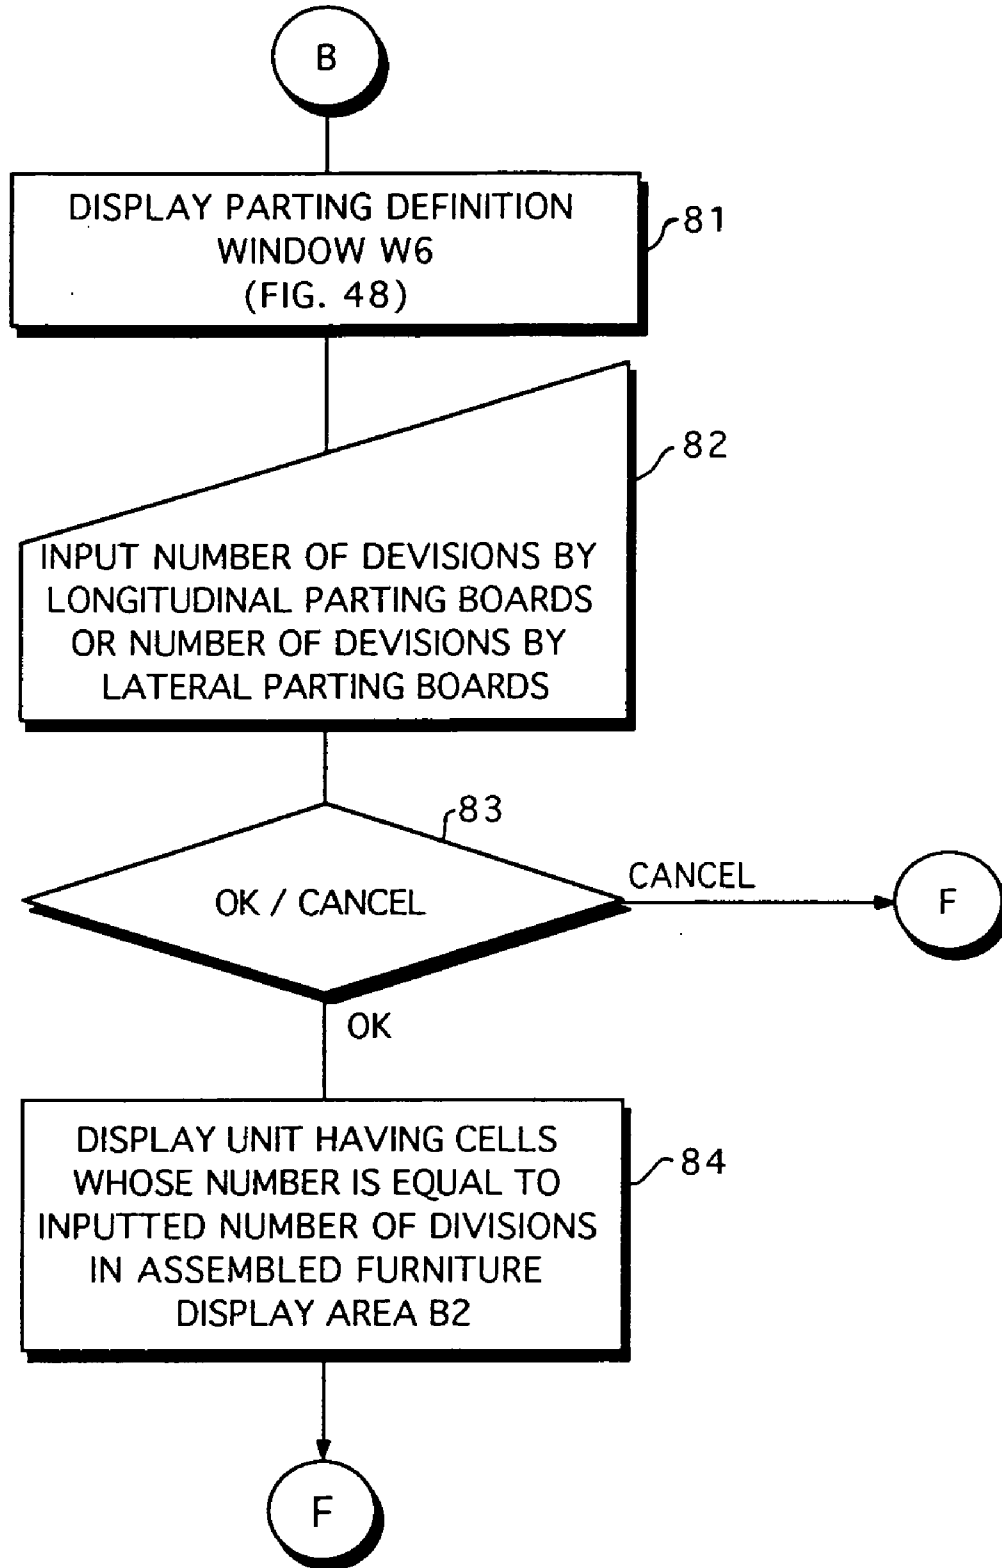 B
DISPLAY PARTING DEFINITION
WINDOW W6
(FIG. 48)
81
82
INPUT NUMBER OF DEVISIONS BY
LONGITUDINAL PARTING BOARDS
OR NUMBER OF DEVISIONS BY
LATERAL PARTING BOARDS
83
OK / CANCEL
CANCEL
F
OK
DISPLAY UNIT HAVING CELLS
WHOSE NUMBER IS EQUAL TO
INPUTTED NUMBER OF DIVISIONS
IN ASSEMBLED FURNITURE
DISPLAY AREA B2
84
F